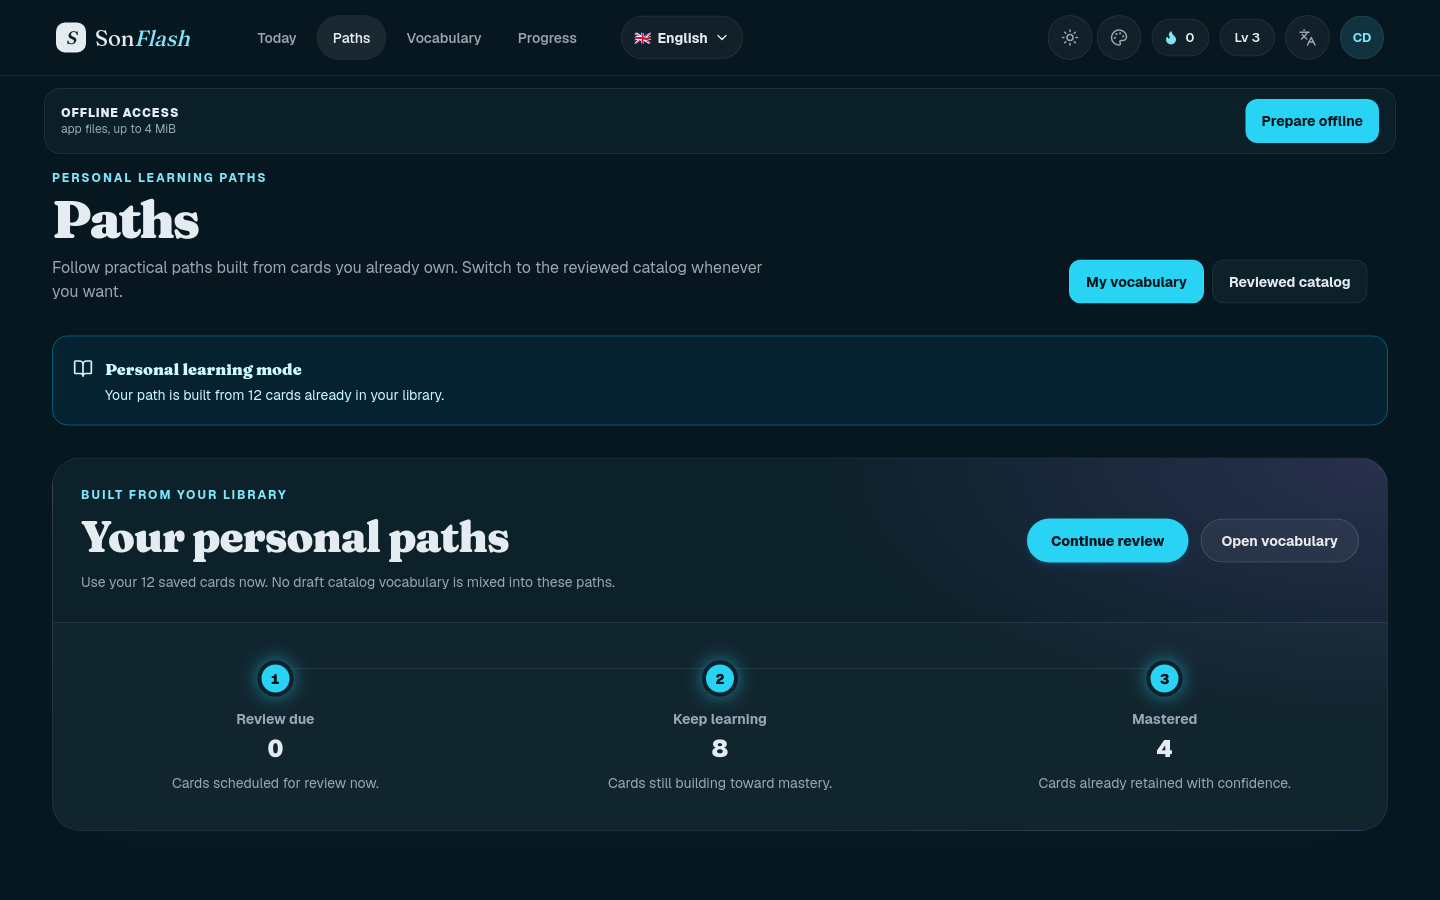 S SonFlash
Today
Paths
Vocabulary
Progress
English
0
Lv 3
CD
OFFLINE ACCESS
app files, up to 4 MiB
Prepare offline
PERSONAL LEARNING PATHS
Paths
Follow practical paths built from cards you already own. Switch to the reviewed catalog whenever
you want.
My vocabulary
Reviewed catalog
Personal learning mode
Your path is built from 12 cards already in your library.
BUILT FROM YOUR LIBRARY
Your personal paths
Use your 12 saved cards now. No draft catalog vocabulary is mixed into these paths.
Continue review
Open vocabulary
1
Review due
0
Cards scheduled for review now.
2
Keep learning
8
Cards still building toward mastery.
3
Mastered
4
Cards already retained with confidence.